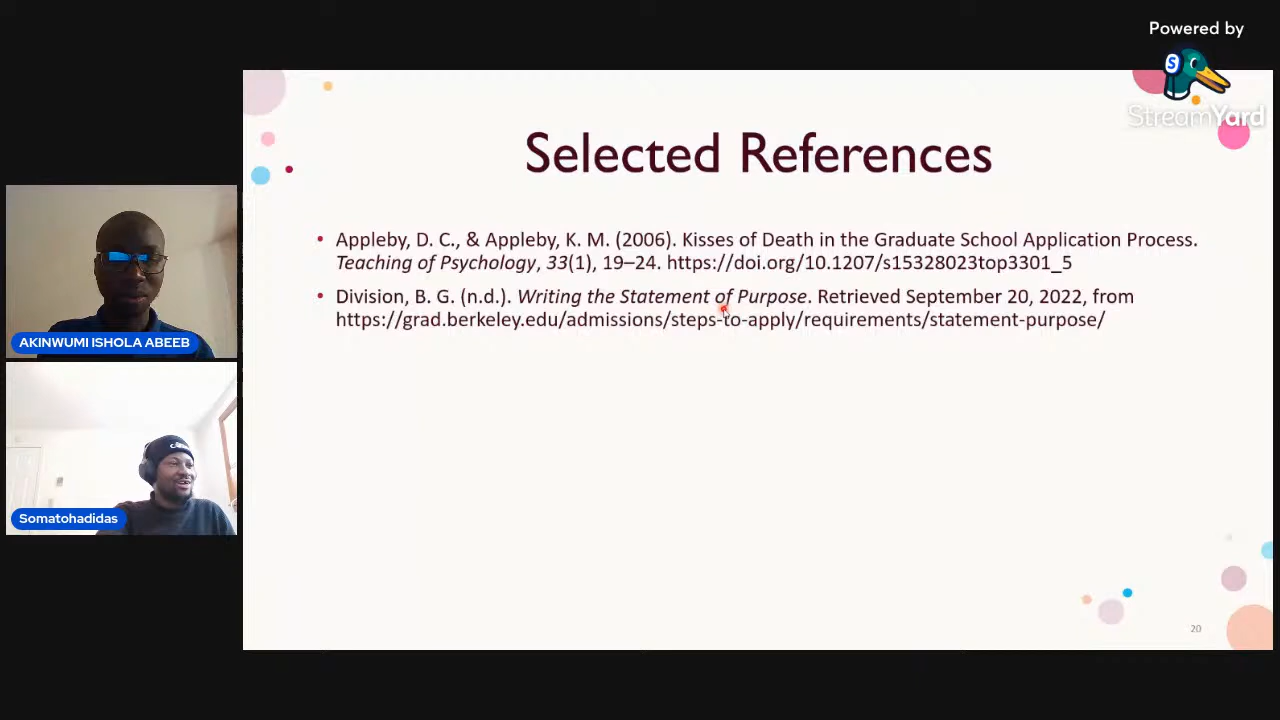 Powered by
StreamYard
Selected References
• Appleby, D. C., & Appleby, K. M. (2006). Kisses of Death in the Graduate School Application Process.
Teaching of Psychology, 33(1), 19–24. https://doi.org/10.1207/s15328023top3301_5
• Division, B. G. (n.d.). Writing the Statement of Purpose. Retrieved September 20, 2022, from
https://grad.berkeley.edu/admissions/steps-to-apply/requirements/statement-purpose/
AKINWUMI ISHOLA ABEEB
Somatohadidas
20